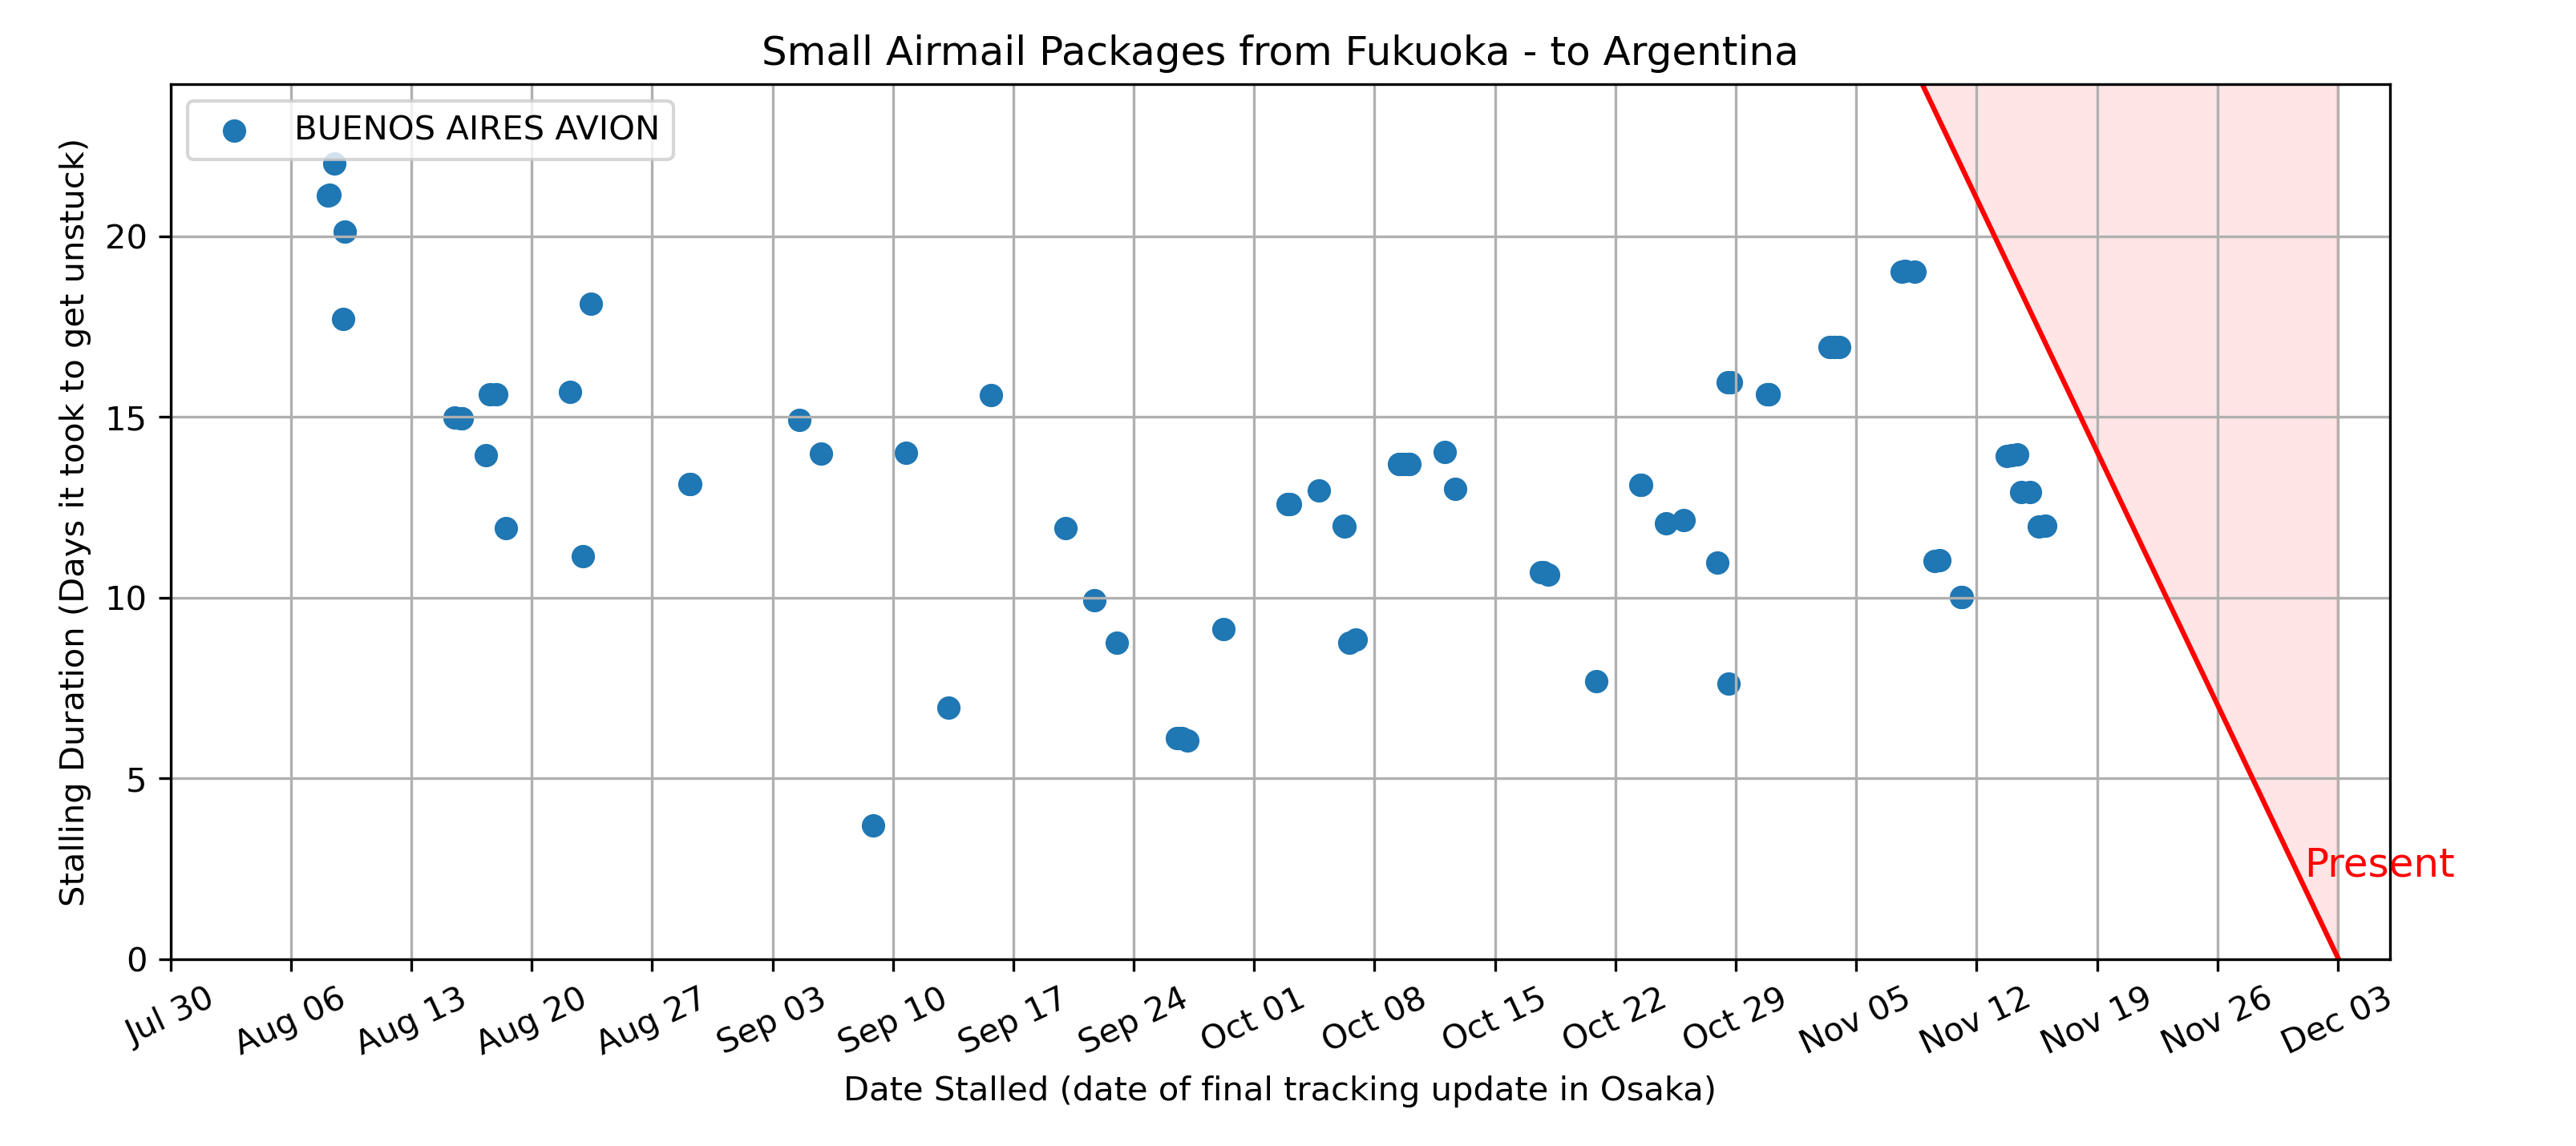 Small Airmail Packages from Fukuoka - to Argentina
BUENOS AIRES AVION
Stalling Duration (Days it took to get unstuck)
20
15
10
5
0
Present
Jul 30
Aug 06
Aug 13
Aug 20
Aug 27
Sep 03
Sep 10
Sep 17
Sep 24
Oct 01
Oct 08
Oct 15
Oct 22
Oct 29
Nov 05
Nov 12
Nov 19
Nov 26
Dec 03
Date Stalled (date of final tracking update in Osaka)